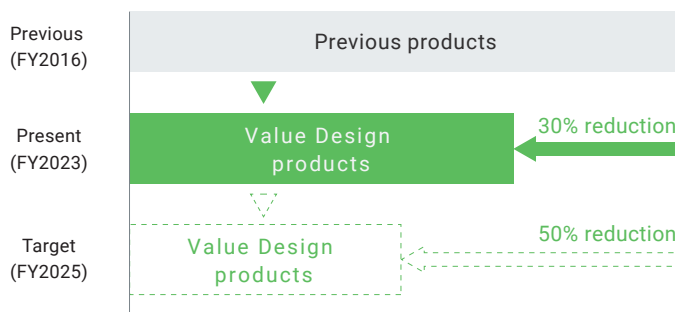 Previous
(FY2016)
Previous products
Present
(FY2023)
Value Design
products
30% reduction
Target
(FY2025)
Value Design
products
50% reduction